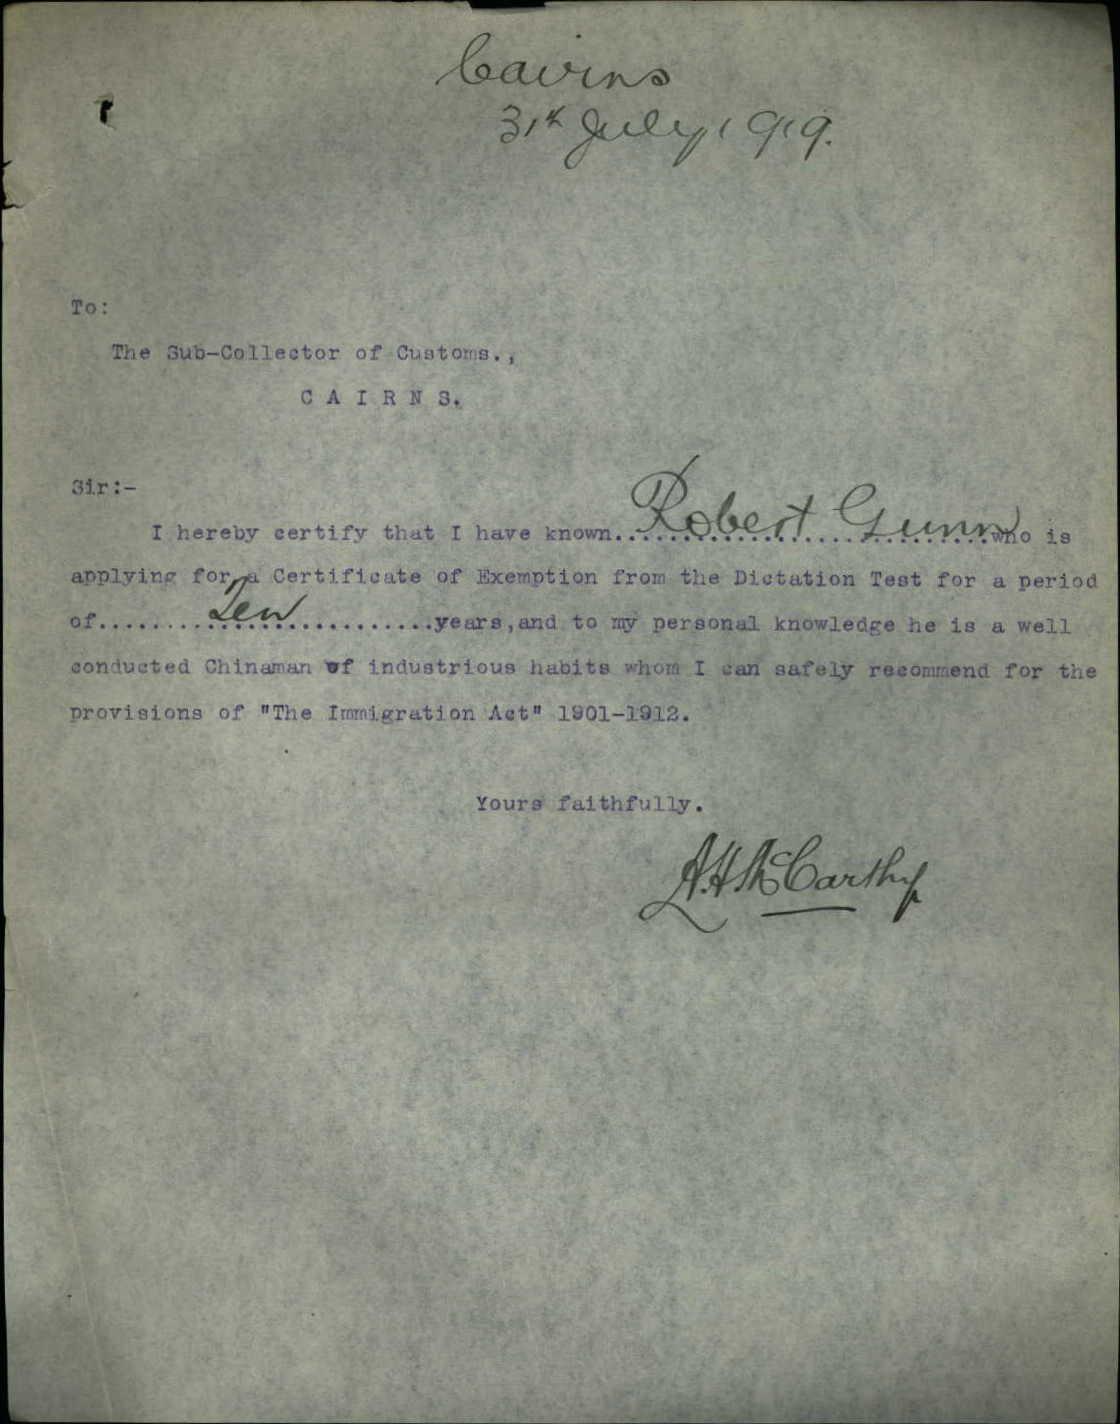 Cairns
31st July 1919.
To:
The Sub-Collector of Customs.,
C A I R N S.
Sir:-
I hereby certify that I have known..Robert Gunn..who is
applying for a Certificate of Exemption from the Dictation Test for a period
of........Ten..........years,and to my personal knowledge he is a well
conducted Chinaman of industrious habits whom I can safely recommend for the
provisions of "The Immigration Act" 1901-1912.
Yours faithfully.
A.H. McCarthy